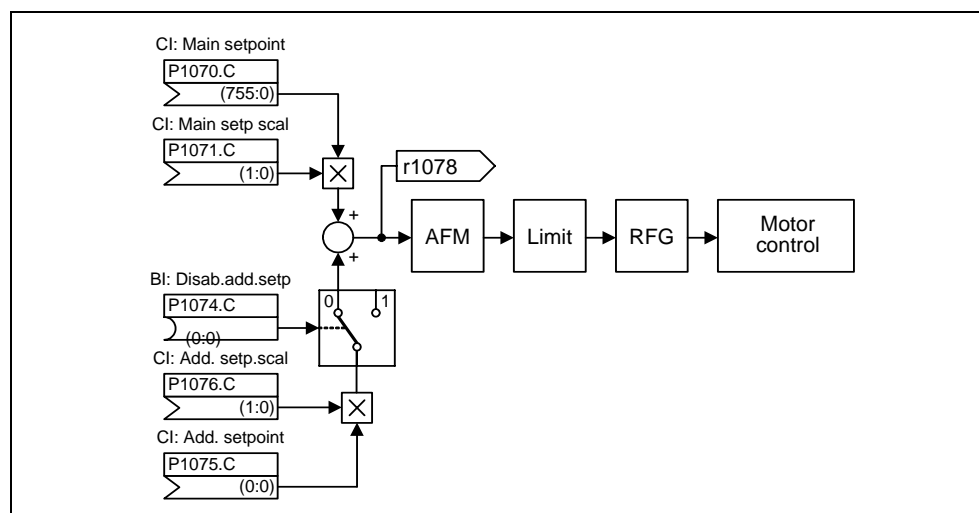 CI: Main setpoint
P1070.C
(755:0)
CI: Main setp scal
P1071.C
(1:0)
r1078
+
+
AFM
Limit
RFG
Motor
control
BI: Disab.add.setp
P1074.C
(0:0)
0
1
CI: Add. setp.scal
P1076.C
(1:0)
CI: Add. setpoint
P1075.C
(0:0)